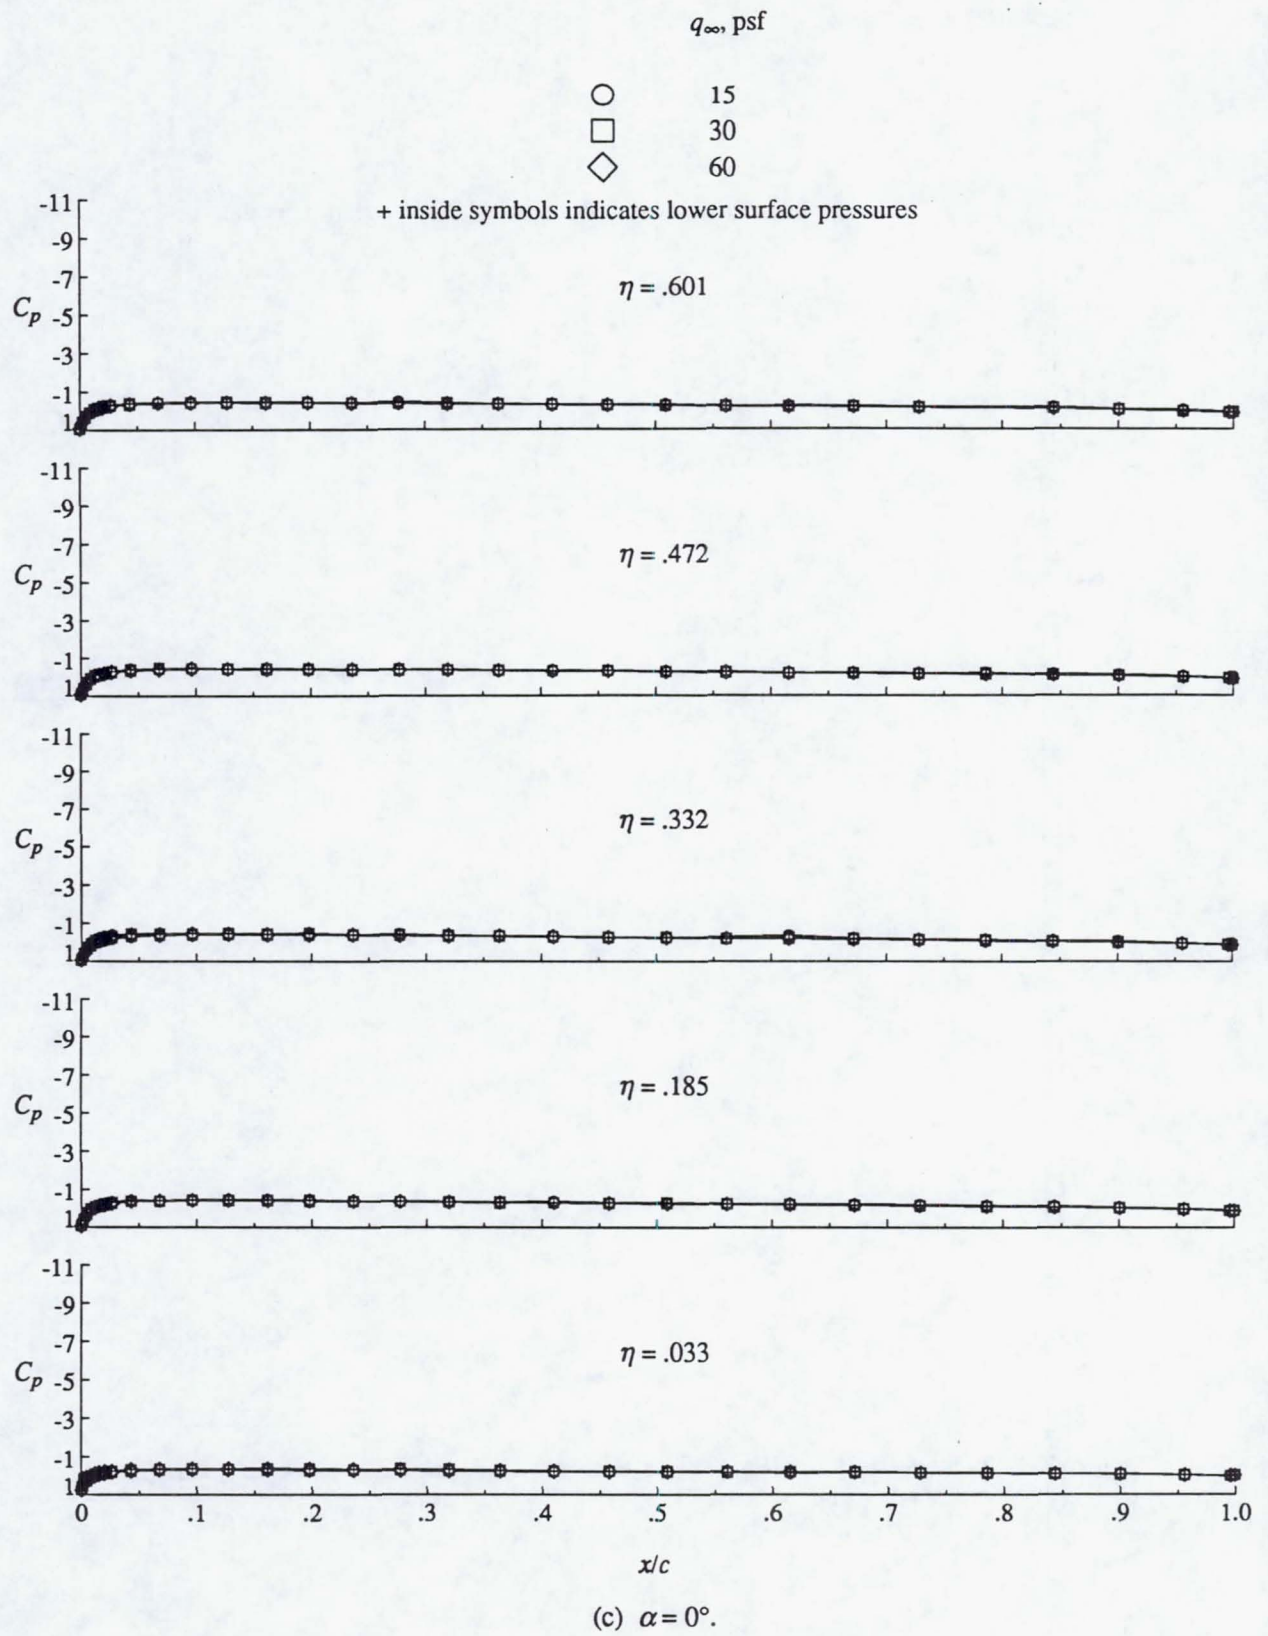 q∞, psf
15
30
60
+ inside symbols indicates lower surface pressures
-11
-9
-7
-5
-3
-1
1
Cp
η = .601
-11
-9
-7
-5
-3
-1
1
Cp
η = .472
-11
-9
-7
-5
-3
-1
1
Cp
η = .332
-11
-9
-7
-5
-3
-1
1
Cp
η = .185
-11
-9
-7
-5
-3
-1
1
Cp
η = .033
0 .1 .2 .3 .4 .5 .6 .7 .8 .9 1.0
x/c
(c) α = 0°.